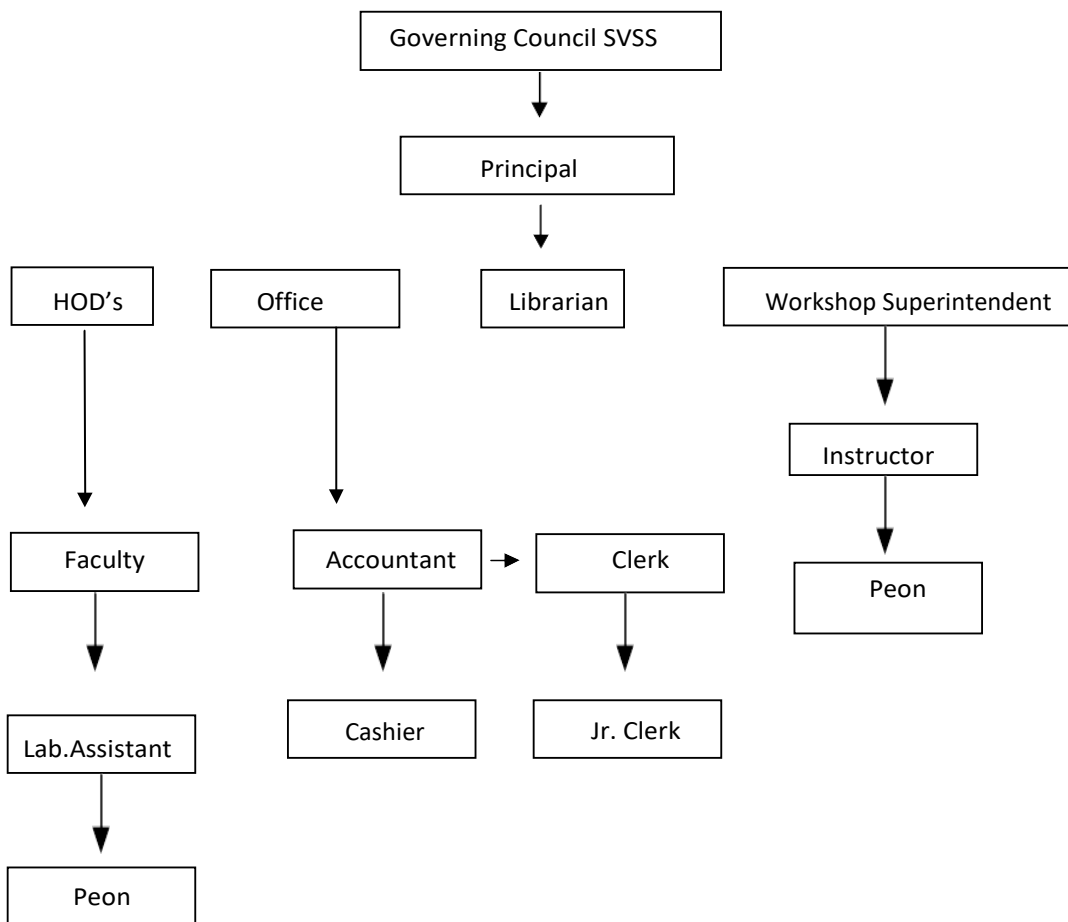 Governing Council SVSS
Principal
HOD’s
Office
Librarian
Workshop Superintendent
Instructor
Faculty
Accountant
Clerk
Peon
Lab.Assistant
Cashier
Jr. Clerk
Peon